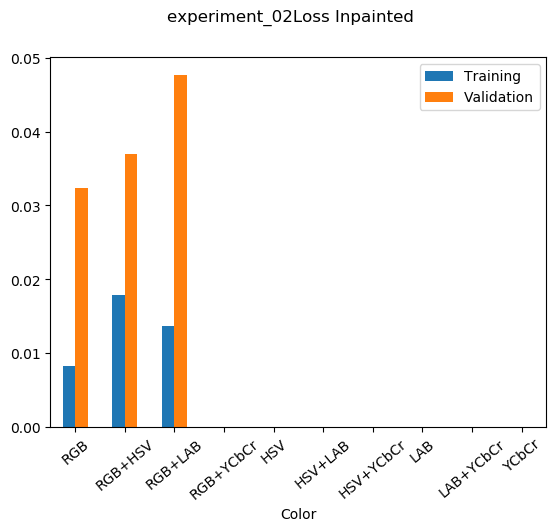 experiment_02Loss Inpainted
0.05
0.04
0.03
0.02
0.01
0.00
Training
Validation
RGB
RGB+HSV
RGB+LAB
RGB+YCbCr
HSV
HSV+LAB
HSV+YCbCr
LAB
LAB+YCbCr
YCbCr
Color